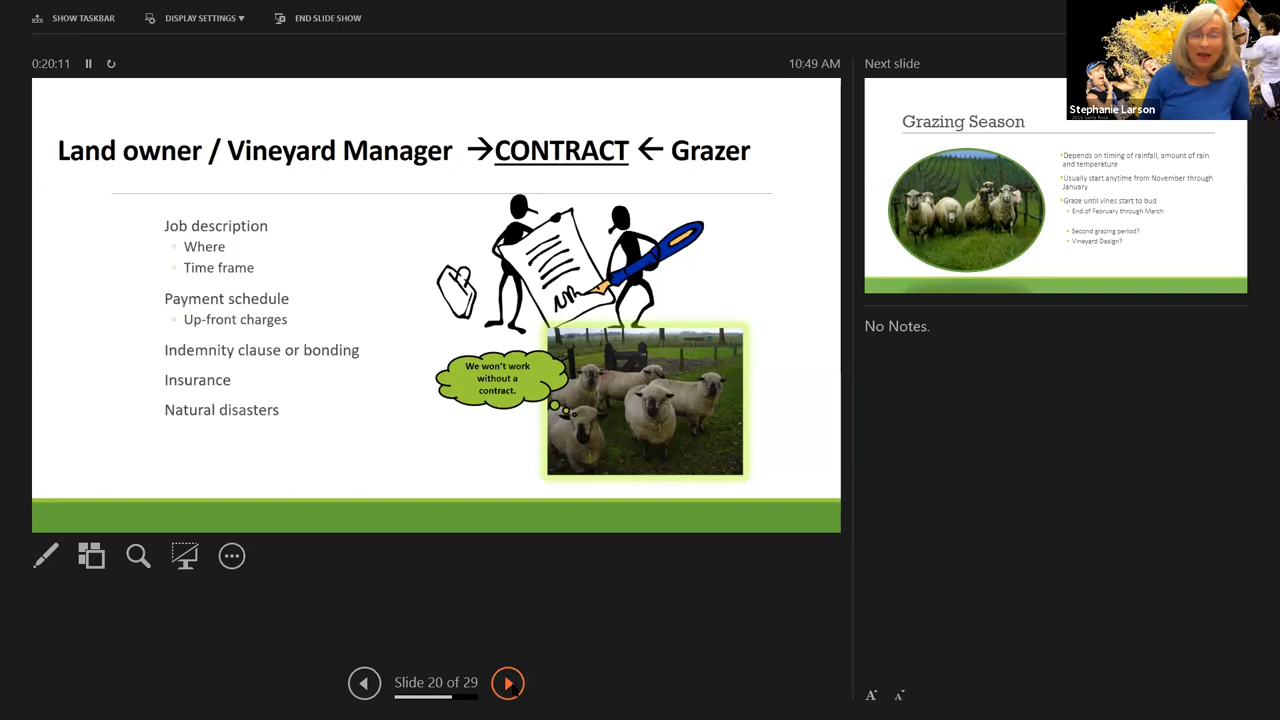 SHOW TASKBAR
DISPLAY SETTINGS ▼
END SLIDE SHOW
0:20:11
10:49 AM
Land owner / Vineyard Manager →CONTRACT ← Grazer
Job description
Where
Time frame
Payment schedule
Up-front charges
Indemnity clause or bonding
Insurance
Natural disasters
We won't work
without a
contract.
Slide 20 of 29
Next slide
Stephanie Larson
Grazing Season
Depends on timing of rainfall, amount of rain
and temperature
Usually start anytime from November through
January
Graze until vines start to bud
End of February through March
Second grazing period?
Vineyard Design?
No Notes.
A A